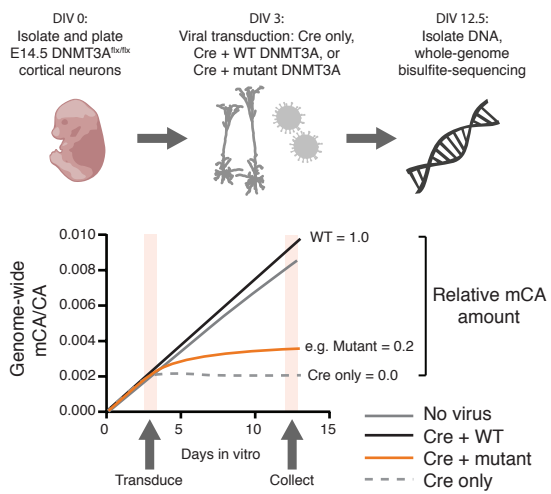 DIV 0:
Isolate and plate
E14.5 DNMT3Aflx/flx
cortical neurons
DIV 3:
Viral transduction: Cre only,
Cre + WT DNMT3A, or
Cre + mutant DNMT3A
DIV 12.5:
Isolate DNA,
whole-genome
bisulfite-sequencing
Genome-wide
mCA/CA
0.010
0.008
0.006
0.004
0.002
0.000
0
5
10
15
Days in vitro
WT = 1.0
e.g. Mutant = 0.2
Cre only = 0.0
Relative mCA
amount
Transduce
Collect
No virus
Cre + WT
Cre + mutant
Cre only